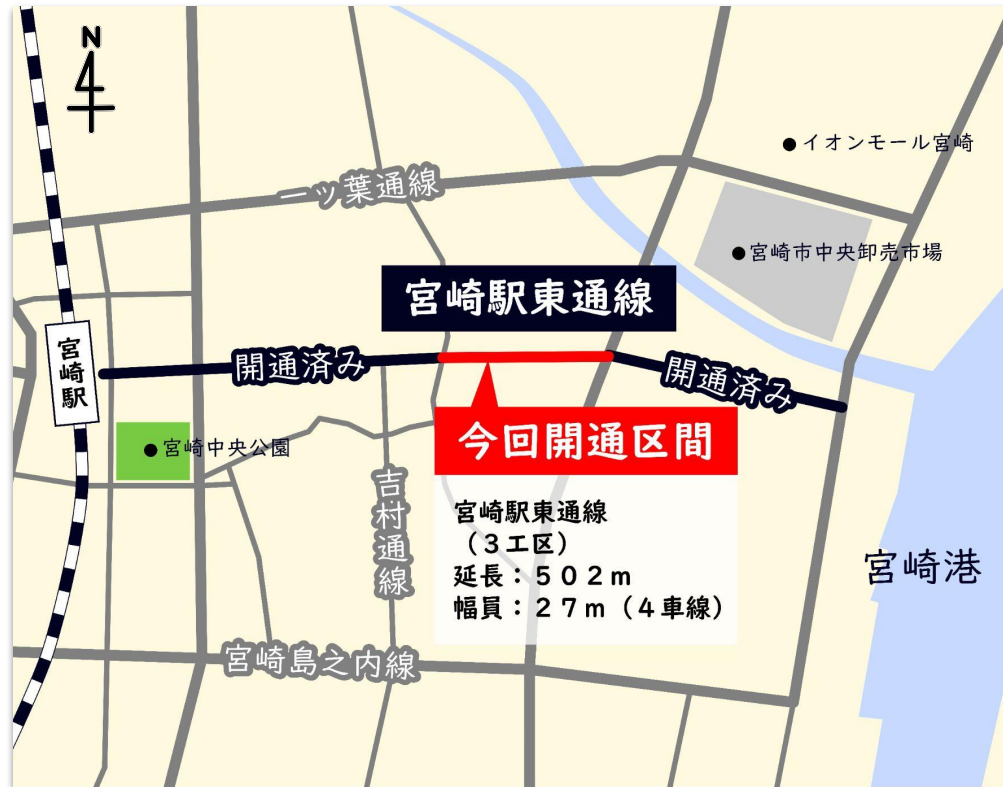 N
イオンモール宮崎
一ッ葉通線
宮崎市中央卸売市場
宮崎駅東通線
宮崎駅
開通済み
開通済み
今回開通区間
宮崎中央公園
吉村通線
宮崎駅東通線
（3工区）
延長：502m
幅員：27m（4車線）
宮崎港
宮崎島之内線